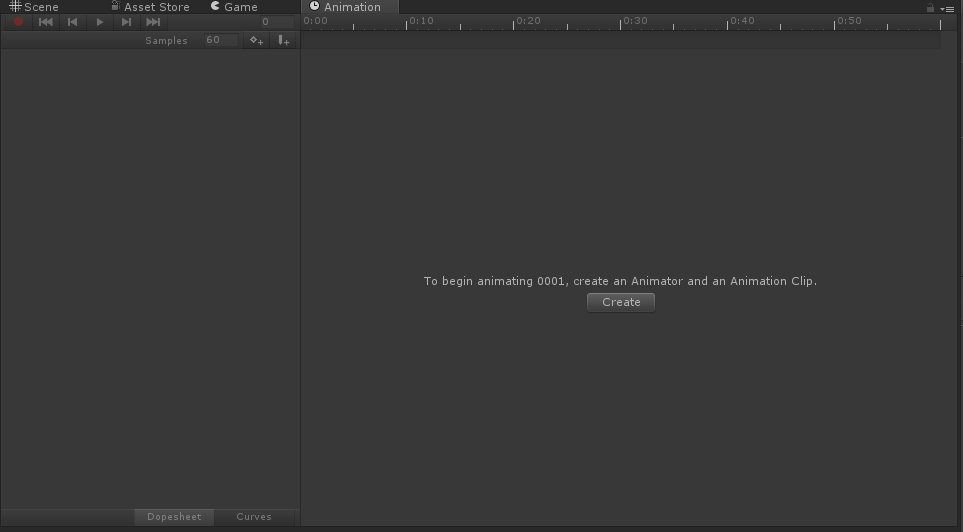 Scene Asset Store Game Animation
0 0:00 0:10 0:20 0:30 0:40 0:50
Samples 60
To begin animating 0001, create an Animator and an Animation Clip.
Create
Dopesheet Curves